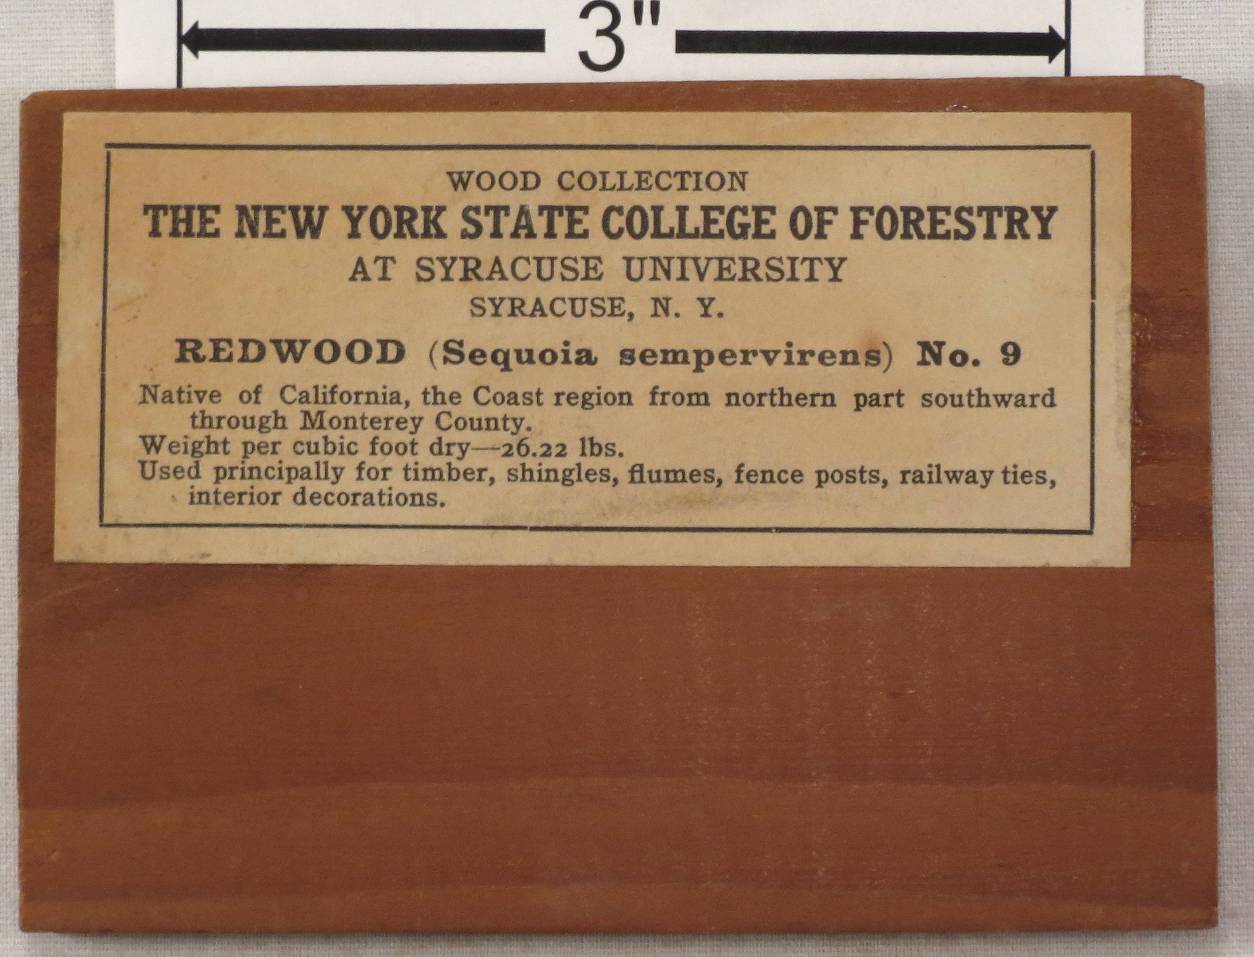 3"
WOOD COLLECTION
THE NEW YORK STATE COLLEGE OF FORESTRY
AT SYRACUSE UNIVERSITY
SYRACUSE, N. Y.
REDWOOD (Sequoia sempervirens) No. 9
Native of California, the Coast region from northern part southward
through Monterey County.
Weight per cubic foot dry—26.22 lbs.
Used principally for timber, shingles, flumes, fence posts, railway ties,
interior decorations.